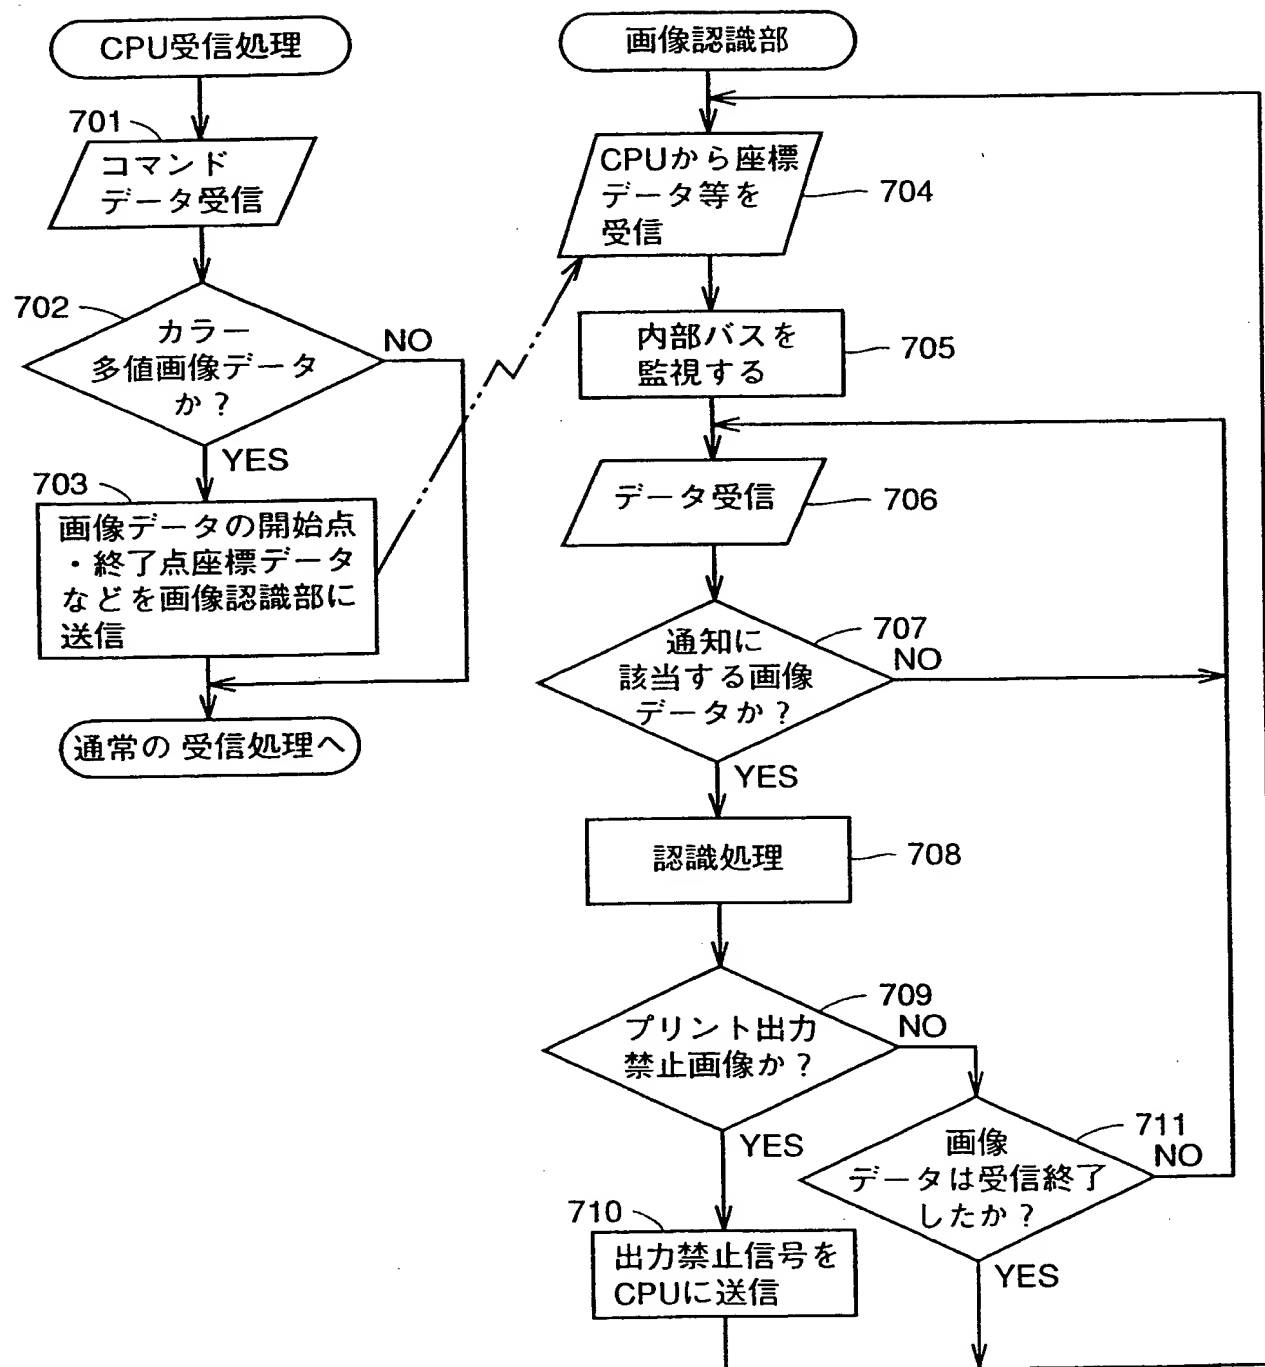 CPU受信処理
701
コマンド
データ受信
702
カラー
多値画像データ
か?
NO
YES
703
画像データの開始点
・終了点座標データ
などを画像認識部に
送信
通常の 受信処理へ
画像認識部
CPUから座標
データ等を
受信
704
内部バスを
監視する
705
データ受信
706
707
通知に
該当する画像
データか?
NO
YES
認識処理
708
709
プリント出力
禁止画像か?
NO
YES
710
出力禁止信号を
CPUに送信
711
画像
データは受信終了
したか?
NO
YES